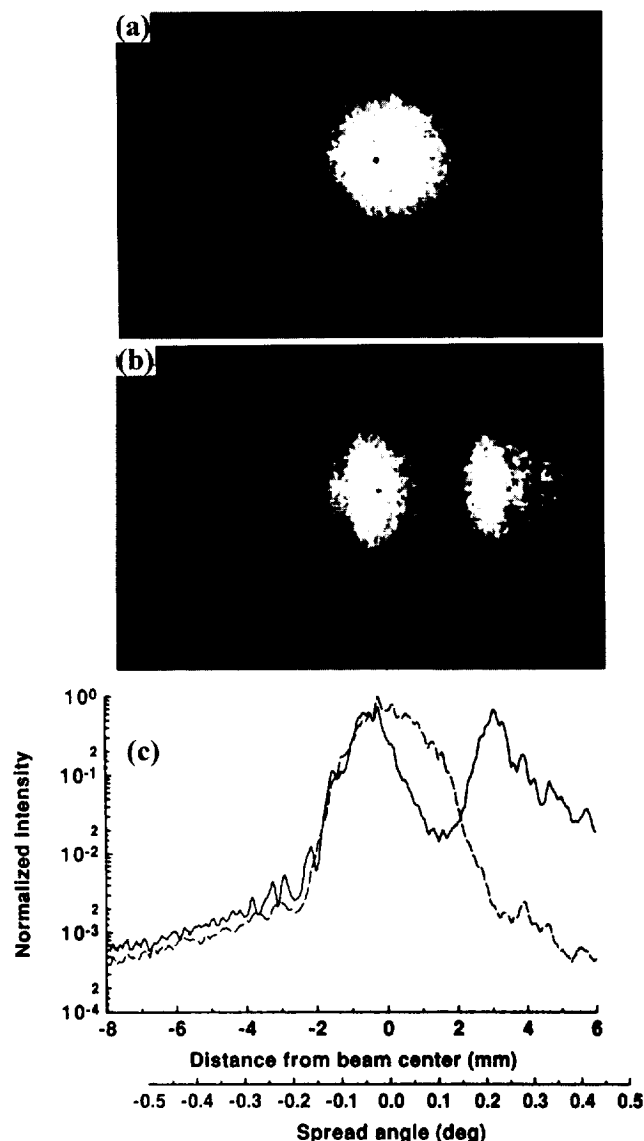 (a)
(b)
(c)
Normalized Intensity
10⁰
2
10⁻¹
2
10⁻²
2
10⁻³
2
10⁻⁴
-8 -6 -4 -2 0 2 4 6
Distance from beam center (mm)
-0.5 -0.4 -0.3 -0.2 -0.1 0.0 0.1 0.2 0.3 0.4 0.5
Spread angle (deg)